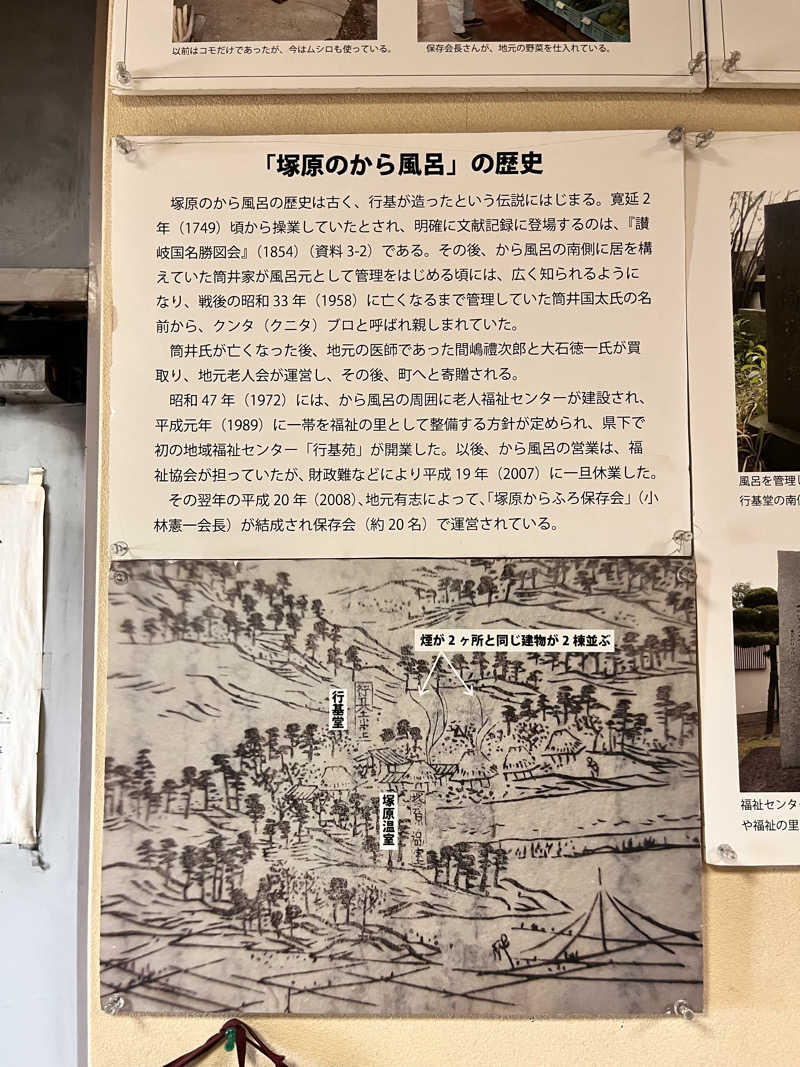 以前はコモだけであったが、今はムシロも使っている。
保存会長さんが、地元の野菜を仕入れている。
「塚原のから風呂」の歴史
塚原のから風呂の歴史は古く、行基が造ったという伝説にはじまる。寛延 2
年（1749）頃から操業していたとされ、明確に文献記録に登場するのは、『讃
岐国名勝図会』（1854）（資料 3-2）である。その後、から風呂の南側に居を構
えていた筒井家が風呂元として管理をはじめる頃には、広く知られるように
なり、戦後の昭和 33 年（1958）に亡くなるまで管理していた筒井国太氏の名
前から、クンタ（クニタ）ブロと呼ばれ親しまれていた。
筒井氏が亡くなった後、地元の医師であった間嶋禮次郎と大石徳一氏が買
取り、地元老人会が運営し、その後、町へと寄贈される。
昭和 47 年（1972）には、から風呂の周囲に老人福祉センターが建設され、
平成元年（1989）に一帯を福祉の里として整備する方針が定められ、県下で
初の地域福祉センター「行基苑」が開業した。以後、から風呂の営業は、福
祉協会が担っていたが、財政難などにより平成 19 年（2007）に一旦休業した。
その翌年の平成 20 年（2008）、地元有志によって、「塚原からふろ保存会」（小
林憲一会長）が結成され保存会（約 20 名）で運営されている。
煙が 2 ヶ所と同じ建物が 2 棟並ぶ
行基堂
行基堂
塚原温室
塚原温室
風呂を管理
行基堂の南
福祉センタ
や福祉の里